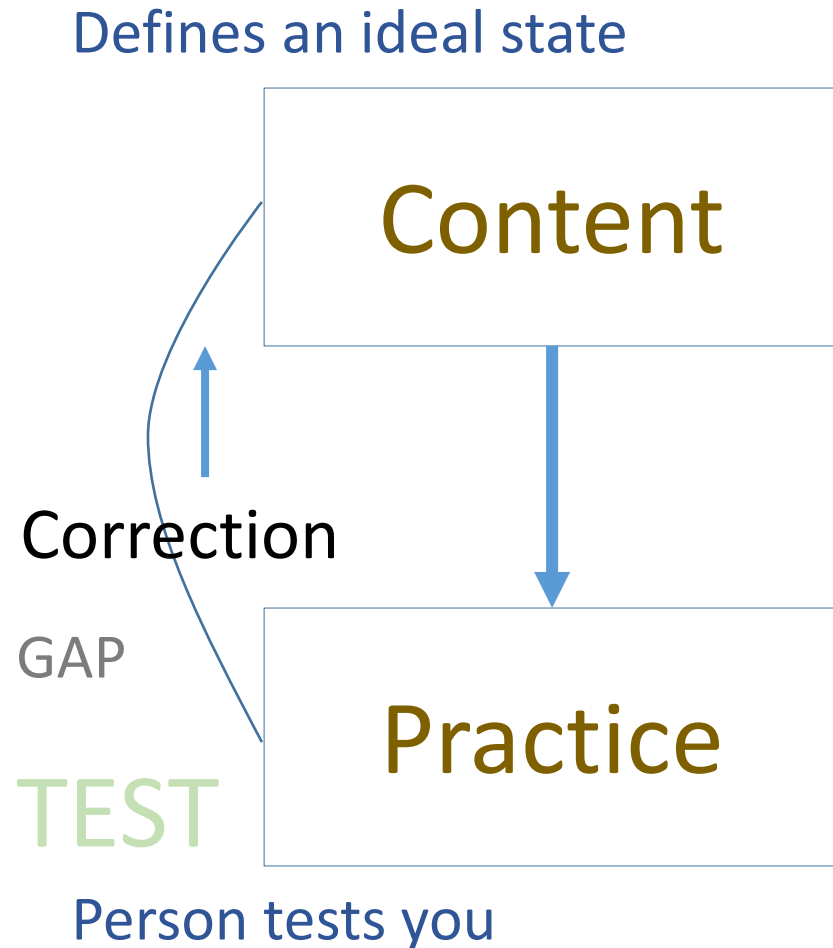 Defines an ideal state
Content
Correction
GAP
Practice
TEST
Person tests you